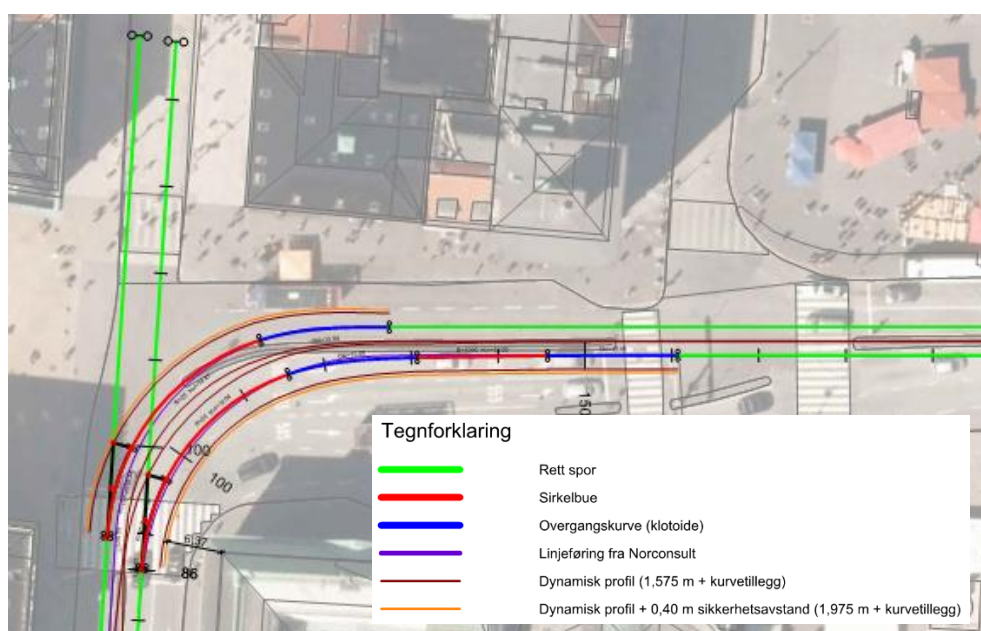 100
100
150
6,37
86
Tegnforklaring
Rett spor
Sirkelbue
Overgangskurve (klotoide)
Linjeføring fra Norconsult
Dynamisk profil (1,575 m + kurvetillegg)
Dynamisk profil + 0,40 m sikkerhetsavstand (1,975 m + kurvetillegg)